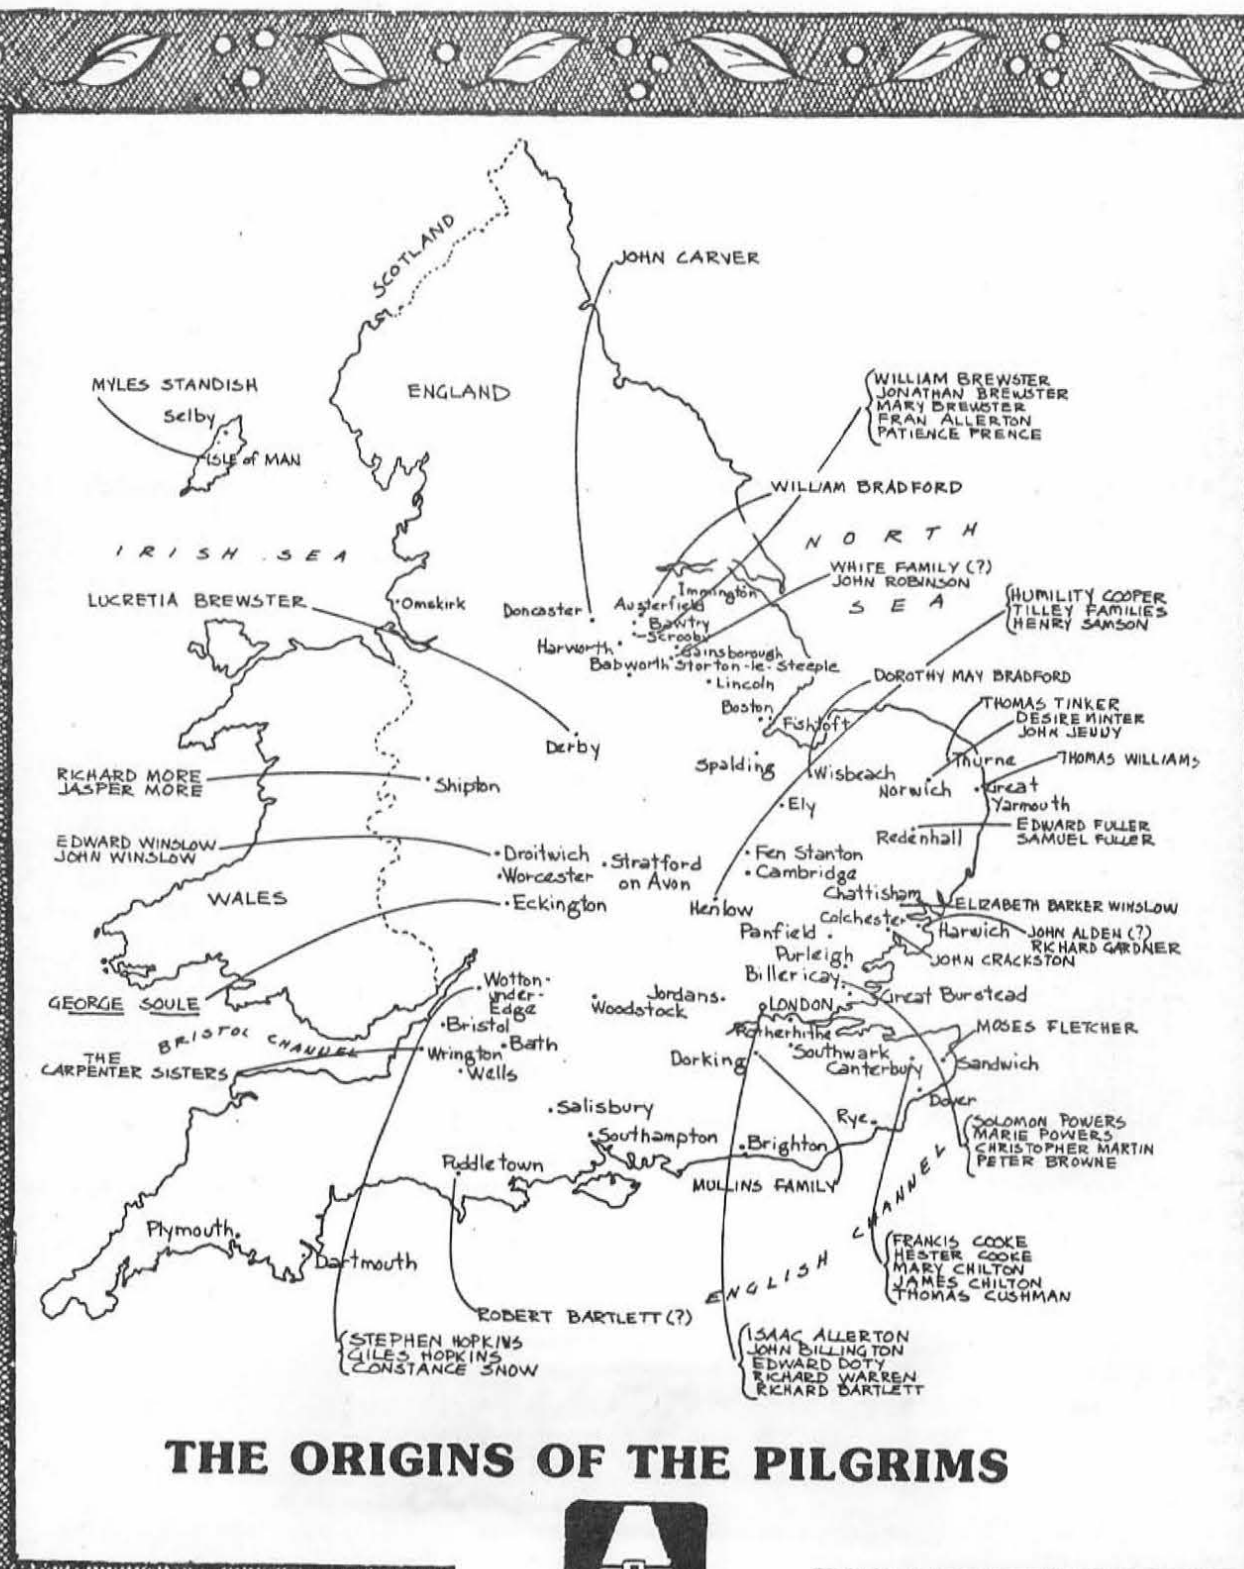 SCOTLAND
JOHN CARVER
MYLES STANDISH
Selby
ISLE of MAN
ENGLAND
WILLIAM BREWSTER
JONATHAN BREWSTER
MARY BREWSTER
FRAN ALLERTON
PATIENCE PRENCE
WILLIAM BRADFORD
IRISH SEA
NORTH
SEA
WHITE FAMILY (?)
JOHN ROBINSON
LUCRETIA BREWSTER
Omskirk
Doncaster
Immington
Austerfield
Bawtry
Scrooby
Harworth
Gainsborough
Babworth
Storton-le-Steeple
Lincoln
HUMILITY COOPER
TILLEY FAMILIES
HENRY SAMSON
DOROTHY MAY BRADFORD
Boston
Fishtoft
THOMAS TINKER
DESIRE MINTER
JOHN JENNY
Derby
Spalding
Wisbeach
Thurne
THOMAS WILLIAMS
RICHARD MORE
JASPER MORE
Shipton
Norwich
Great
Yarmouth
Ely
Redenhall
EDWARD FULLER
SAMUEL FULLER
EDWARD WINSLOW
JOHN WINSLOW
Droitwich
Worcester
Stratford
on Avon
Fen Stanton
Cambridge
WALES
Eckington
Henlow
Chattisham
ELIZABETH BARKER WINSLOW
Colchester
Harwich
JOHN ALDEN (?)
RICHARD GARDNER
Panfield
JOHN CRACKSTON
Purleigh
Billericay
GEORGE SOULE
Wotton-
under-
Edge
Woodstock
Jordans
LONDON
Great Burstead
BRISTOL CHANNEL
Bristol
Rotherhithe
MOSES FLETCHER
THE
CARPENTER SISTERS
Wrington
Bath
Wells
Dorking
Southwark
Canterbury
Sandwich
Dover
Salisbury
Southampton
Brighton
Rye
SOLOMON POWERS
MARIE POWERS
CHRISTOPHER MARTIN
PETER BROWNE
Puddletown
MULLINS FAMILY
Plymouth
Dartmouth
ENGLISH CHANNEL
FRANCIS COOKE
HESTER COOKE
MARY CHILTON
JAMES CHILTON
THOMAS CUSHMAN
ROBERT BARTLETT (?)
STEPHEN HOPKINS
GILES HOPKINS
CONSTANCE SNOW
ISAAC ALLERTON
JOHN BILLINGTON
EDWARD DOTY
RICHARD WARREN
RICHARD BARTLETT
THE ORIGINS OF THE PILGRIMS